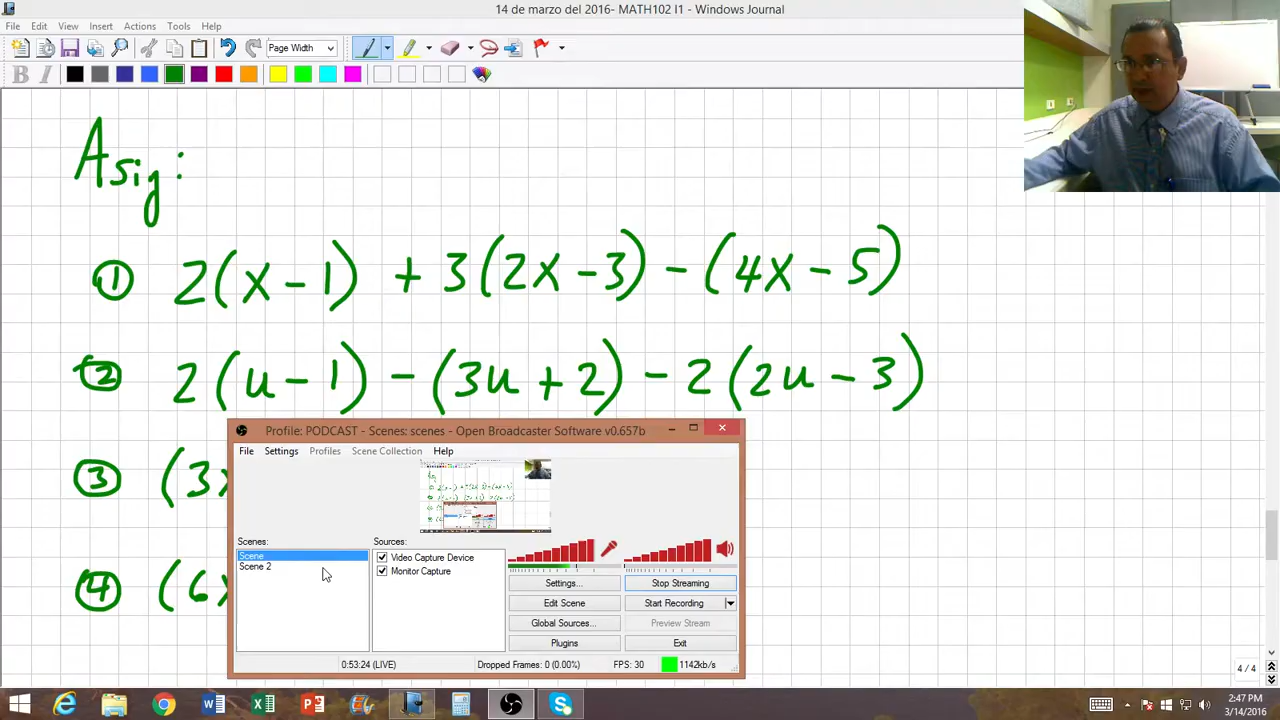 14 de marzo del 2016- MATH102 I1 - Windows Journal
File Edit View Insert Actions Tools Help
Page Width
B I
Asig:
① 2(x-1) + 3(2x-3) - (4x-5)
② 2(u-1) - (3u+2) - 2(2u-3)
Profile: PODCAST - Scenes: scenes - Open Broadcaster Software v0.657b
File Settings Profiles Scene Collection Help
③ (3x
Scenes: Sources:
Scene Video Capture Device
Scene 2 Monitor Capture
④ (6x
Settings... Stop Streaming
Edit Scene Start Recording
Global Sources... Preview Stream
Plugins Exit
0:53:24 (LIVE) Dropped Frames: 0 (0.00%) FPS: 30 1142kb/s
4 / 4
2:47 PM
3/14/2016